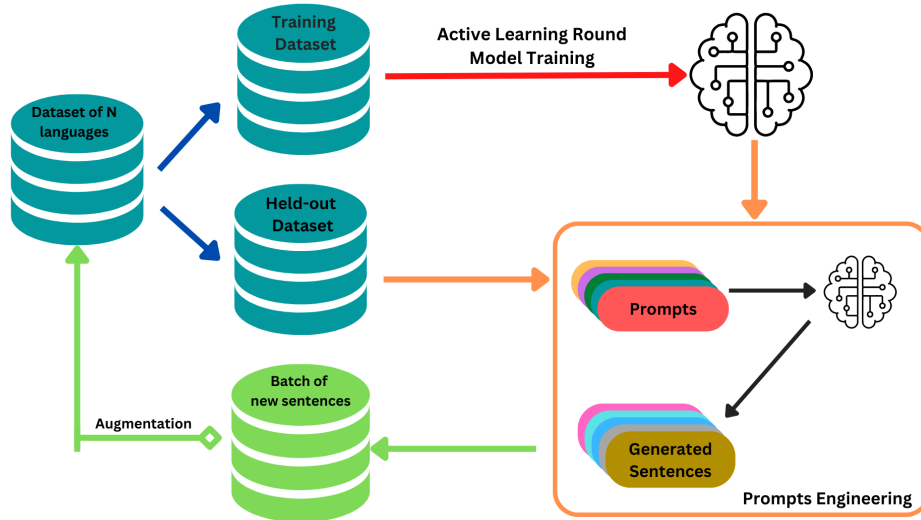 Training
Dataset
Active Learning Round
Model Training
Dataset of N
languages
Held-out
Dataset
Prompts
Batch of
new sentences
Augmentation
Generated
Sentences
Prompts Engineering